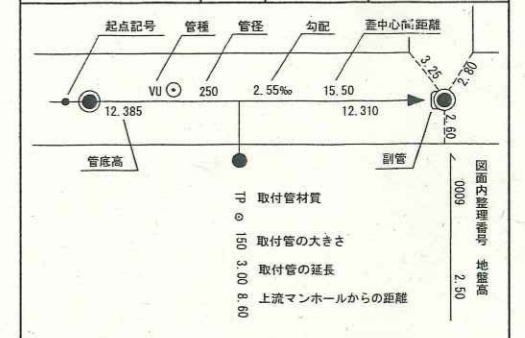 起点記号 管種 管径 勾配 蓋中心間距離
VU ⊙ 250 2.55‰ 15.50
12.385 12.310
3.25
2.80
2.60
管底高 副管
TP 取付管材質
⊙
150 取付管の大きさ
3.00 取付管の延長
8.60 上流マンホールからの距離
図面内整理番号 地盤高
0009 2.50